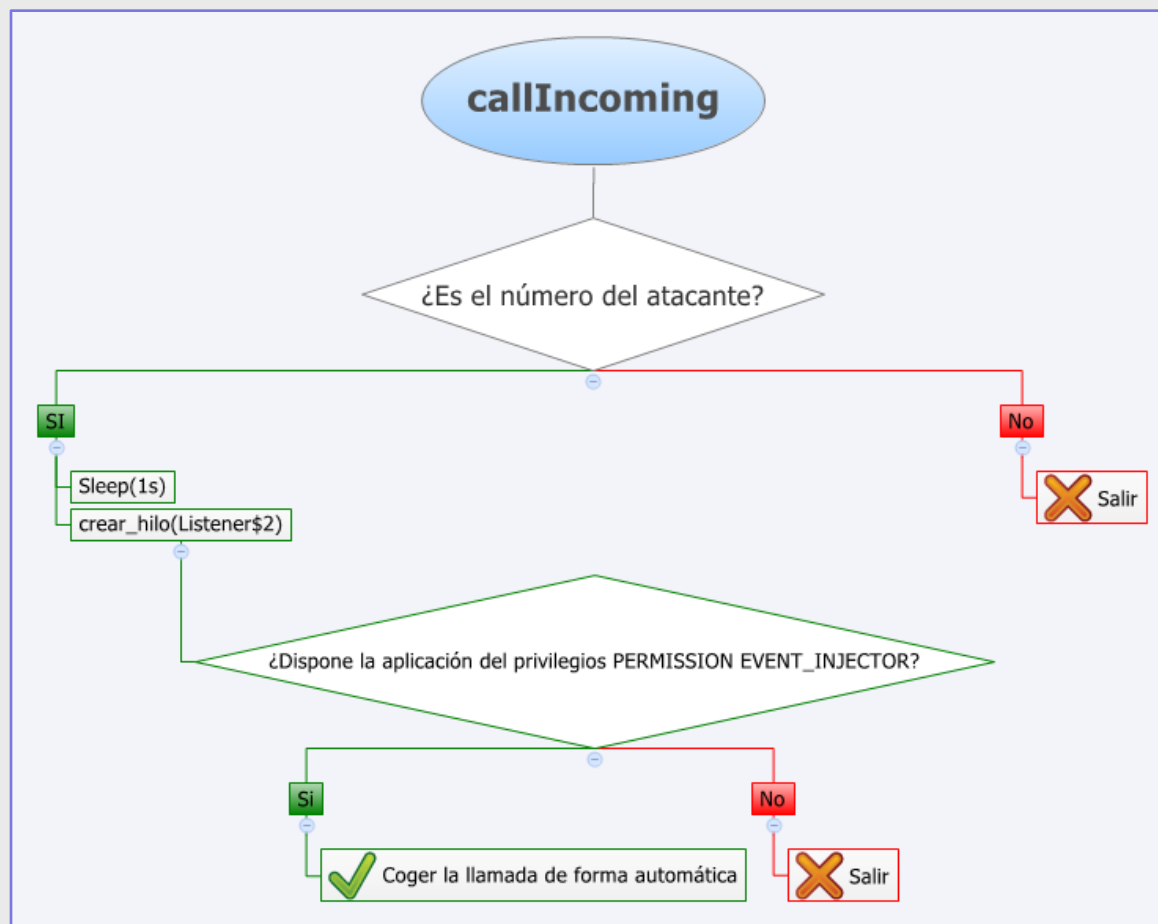 callIncoming
¿Es el número del atacante?
SI
No
Sleep(1s)
Salir
crear_hilo(Listener$2)
¿Dispone la aplicación del privilegios PERMISSION EVENT_INJECTOR?
Si
No
Coger la llamada de forma automática
Salir